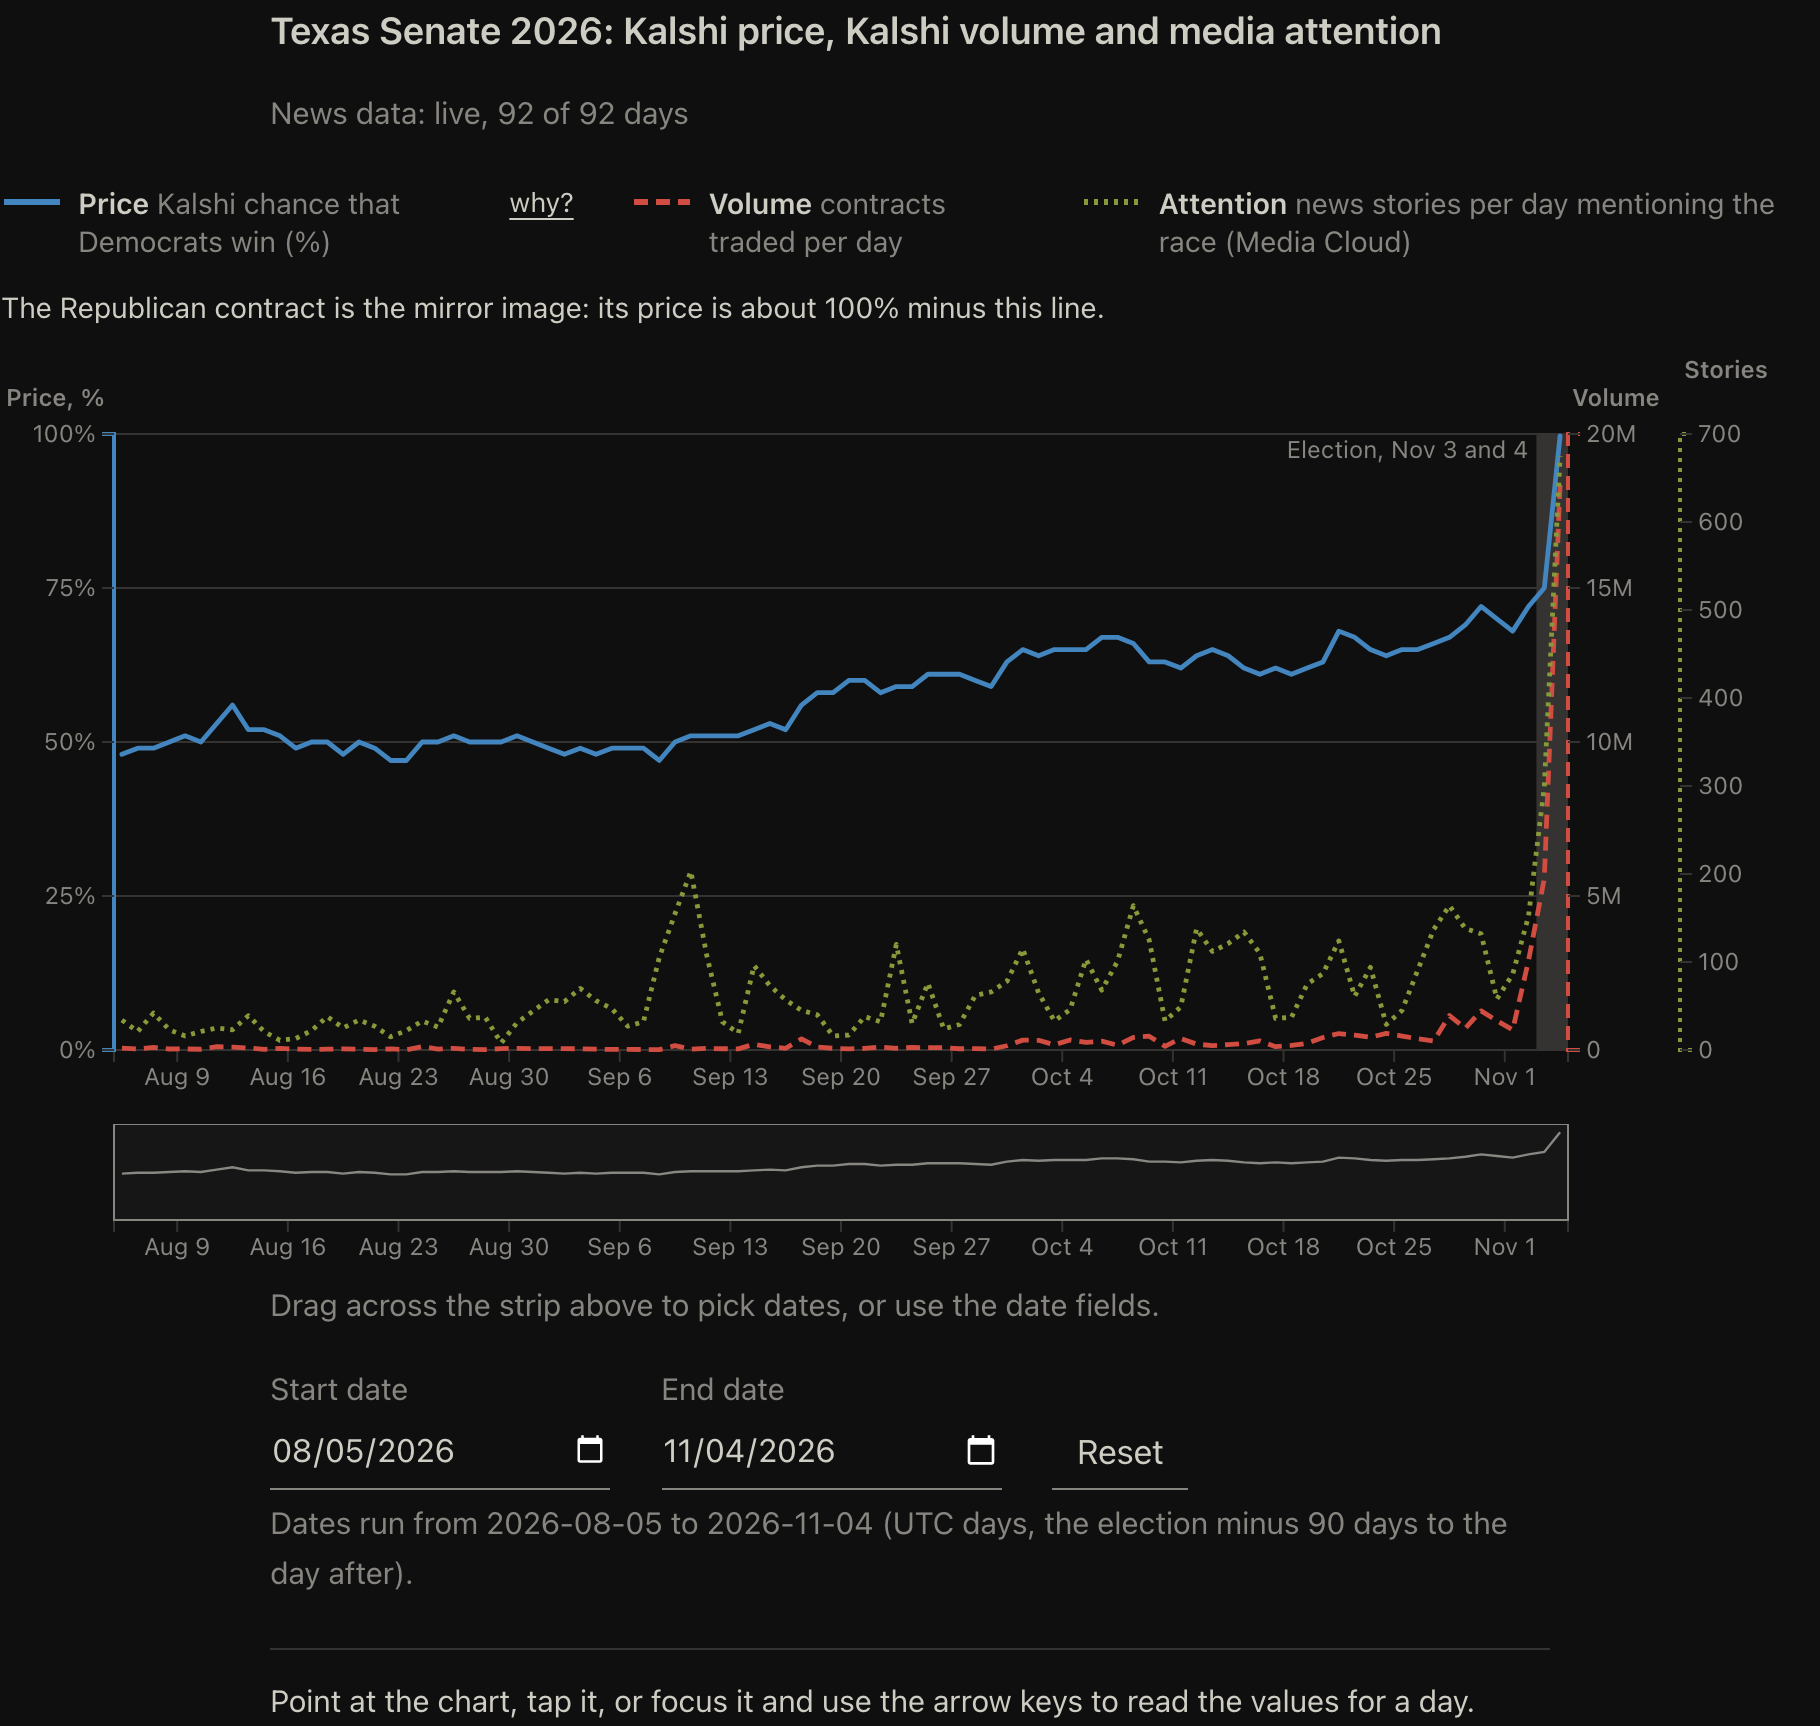 Texas Senate 2026: Kalshi price, Kalshi volume and media attention
News data: live, 92 of 92 days
Price Kalshi chance that
Democrats win (%)
why?
Volume contracts
traded per day
Attention news stories per day mentioning the
race (Media Cloud)
The Republican contract is the mirror image: its price is about 100% minus this line.
Stories
Price, %
Volume
100%
75%
50%
25%
0%
Election, Nov 3 and 4
20M
15M
10M
5M
0
700
600
500
400
300
200
100
0
Aug 9 Aug 16 Aug 23 Aug 30 Sep 6 Sep 13 Sep 20 Sep 27 Oct 4 Oct 11 Oct 18 Oct 25 Nov 1
Aug 9 Aug 16 Aug 23 Aug 30 Sep 6 Sep 13 Sep 20 Sep 27 Oct 4 Oct 11 Oct 18 Oct 25 Nov 1
Drag across the strip above to pick dates, or use the date fields.
Start date
End date
08/05/2026
11/04/2026
Reset
Dates run from 2026-08-05 to 2026-11-04 (UTC days, the election minus 90 days to the
day after).
Point at the chart, tap it, or focus it and use the arrow keys to read the values for a day.